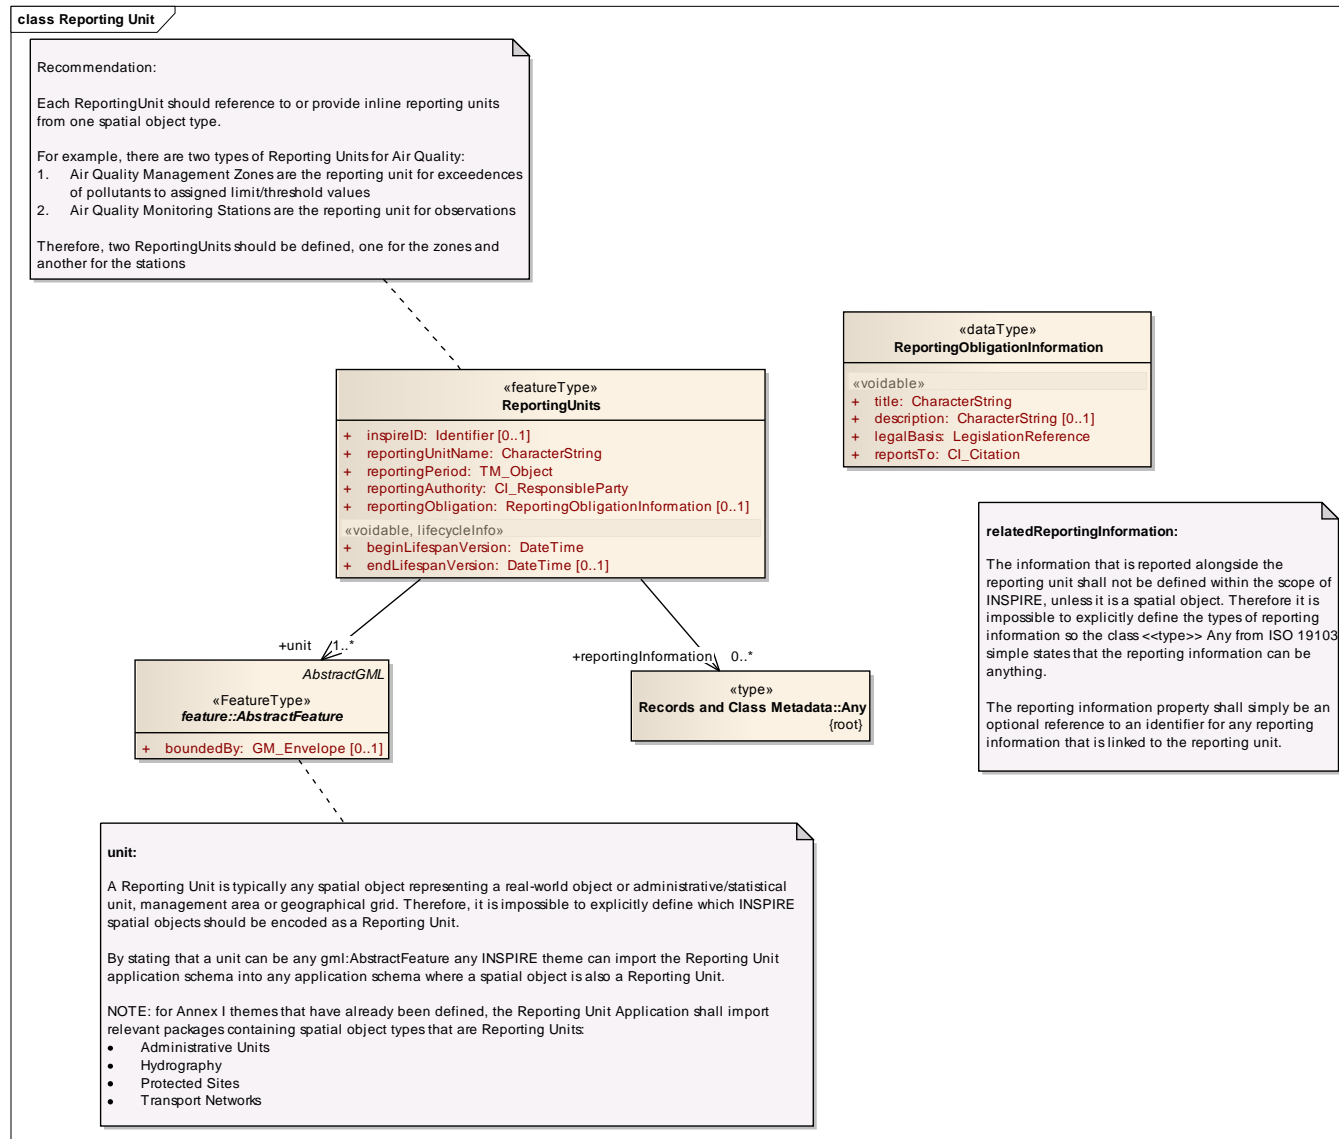 class Reporting Unit
Recommendation:
Each ReportingUnit should reference to or provide inline reporting units
from one spatial object type.
For example, there are two types of Reporting Units for Air Quality:
1. Air Quality Management Zones are the reporting unit for exceedences
of pollutants to assigned limit/threshold values
2. Air Quality Monitoring Stations are the reporting unit for observations
Therefore, two ReportingUnits should be defined, one for the zones and
another for the stations
«dataType»
ReportingObligationInformation
«voidable»
+ title: CharacterString
+ description: CharacterString [0..1]
+ legalBasis: LegislationReference
+ reportsTo: CI_Citation
«featureType»
ReportingUnits
+ inspireID: Identifier [0..1]
+ reportingUnitName: CharacterString
+ reportingPeriod: TM_Object
+ reportingAuthority: CI_ResponsibleParty
+ reportingObligation: ReportingObligationInformation [0..1]
«voidable, lifecycleInfo»
+ beginLifespanVersion: DateTime
+ endLifespanVersion: DateTime [0..1]
relatedReportingInformation:
The information that is reported alongside the
reporting unit shall not be defined within the scope of
INSPIRE, unless it is a spatial object. Therefore it is
impossible to explicitly define the types of reporting
information so the class <<type>> Any from ISO 19103
simple states that the reporting information can be
anything.
The reporting information property shall simply be an
optional reference to an identifier for any reporting
information that is linked to the reporting unit.
+unit 1..*
+reportingInformation 0..*
AbstractGML
«FeatureType»
feature::AbstractFeature
+ boundedBy: GM_Envelope [0..1]
«type»
Records and Class Metadata::Any
{root}
unit:
A Reporting Unit is typically any spatial object representing a real-world object or administrative/statistical
unit, management area or geographical grid. Therefore, it is impossible to explicitly define which INSPIRE
spatial objects should be encoded as a Reporting Unit.
By stating that a unit can be any gml:AbstractFeature any INSPIRE theme can import the Reporting Unit
application schema into any application schema where a spatial object is also a Reporting Unit.
NOTE: for Annex I themes that have already been defined, the Reporting Unit Application shall import
relevant packages containing spatial object types that are Reporting Units:
• Administrative Units
• Hydrography
• Protected Sites
• Transport Networks